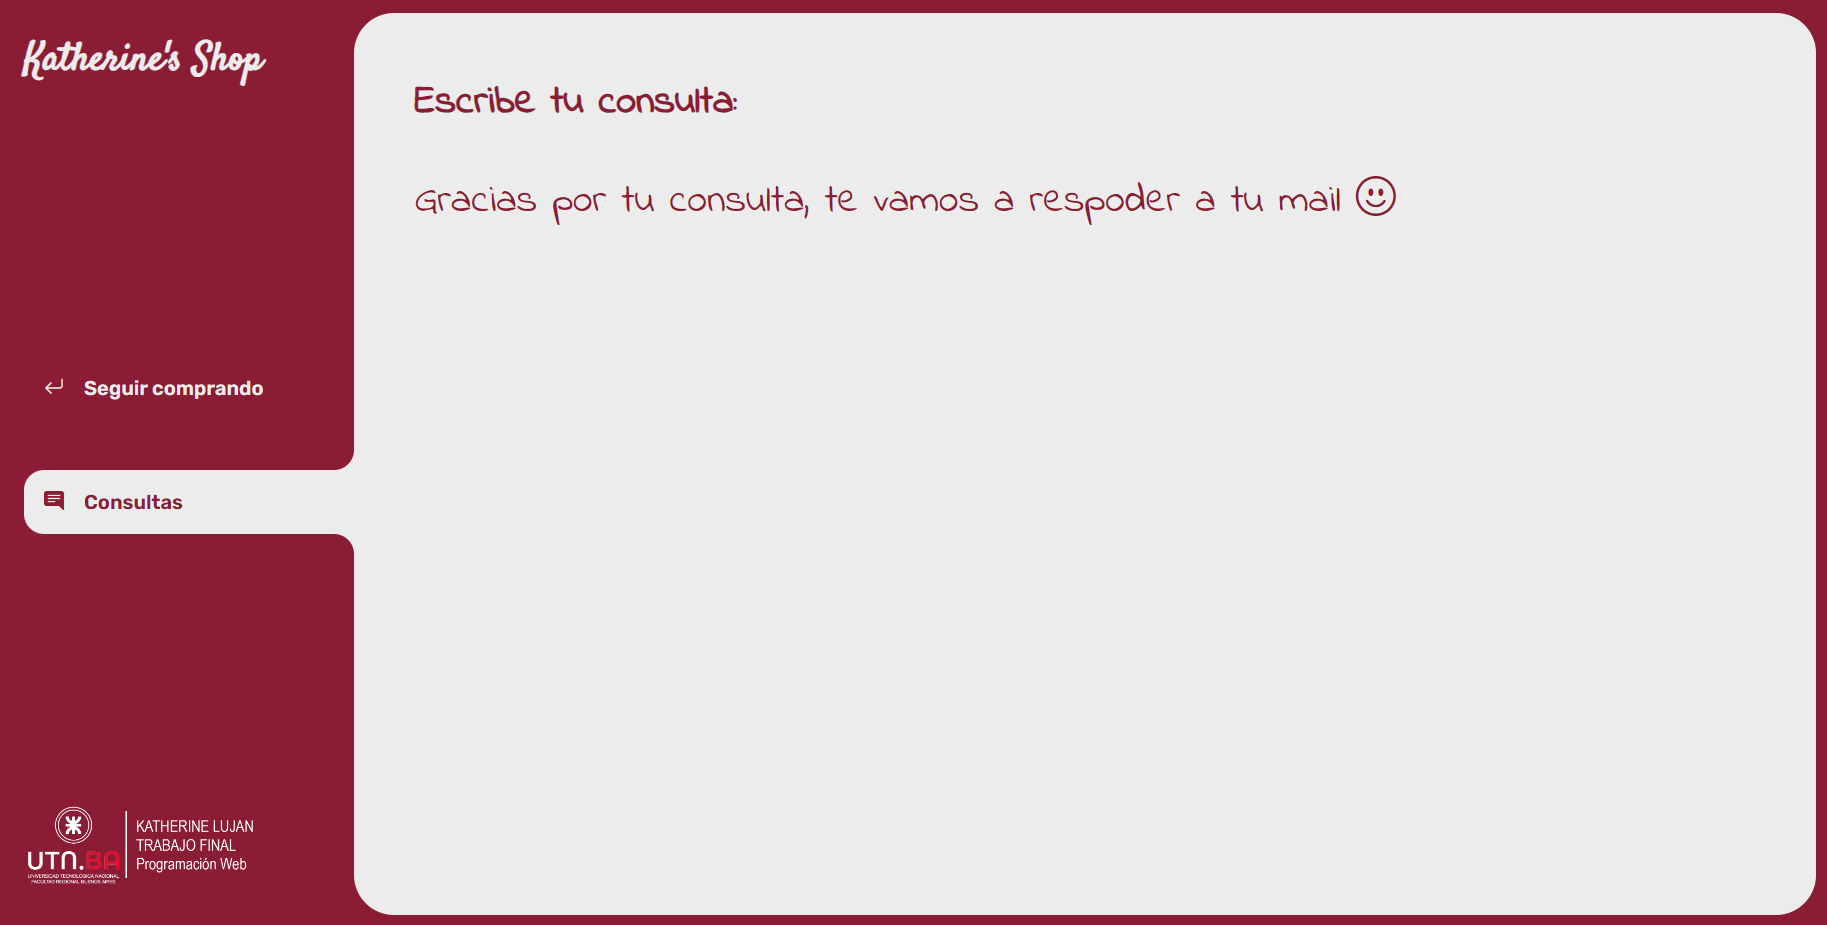 Katherine's Shop
Escribe tu consulta:
Gracias por tu consulta, te vamos a respoder a tu mail
Seguir comprando
Consultas
UTN.BA
UNIVERSIDAD TECNOLÓGICA NACIONAL
FACULTAD REGIONAL BUENOS AIRES
KATHERINE LUJAN
TRABAJO FINAL
Programación Web